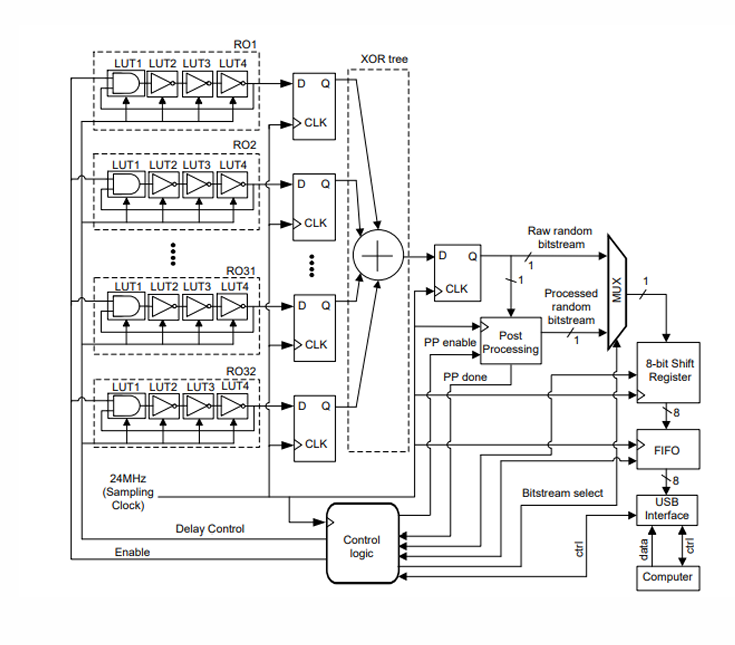 RO1
LUT1 LUT2 LUT3 LUT4
D Q
CLK
XOR tree
RO2
LUT1 LUT2 LUT3 LUT4
D Q
CLK
RO31
LUT1 LUT2 LUT3 LUT4
D Q
CLK
RO32
LUT1 LUT2 LUT3 LUT4
D Q
CLK
D Q
CLK
Raw random
bitstream
1
1
Processed
random
bitstream
1
MUX
1
PP enable
Post
Processing
PP done
8-bit Shift
Register
8
FIFO
8
USB
Interface
data
ctrl
Computer
24MHz
(Sampling
Clock)
Delay Control
Enable
Control
logic
Bitstream select
ctrl